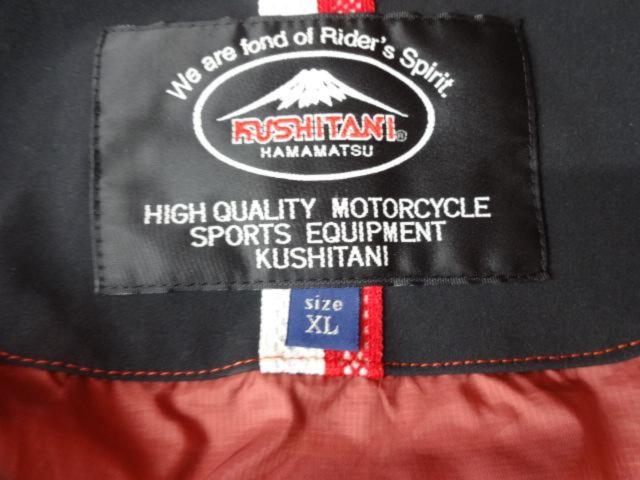 We are fond of Rider's Spirit.
KUSHITANI®
HAMAMATSU
HIGH QUALITY MOTORCYCLE
SPORTS EQUIPMENT
KUSHITANI
size
XL